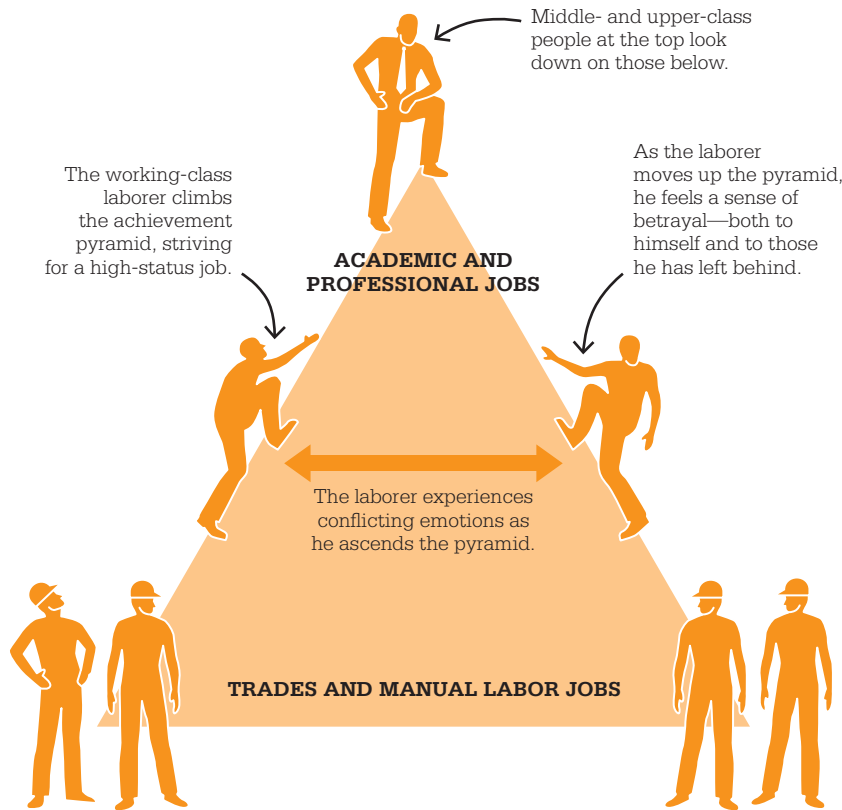 Middle- and upper-class
people at the top look
down on those below.
The working-class
laborer climbs
the achievement
pyramid, striving
for a high-status job.
As the laborer
moves up the pyramid,
he feels a sense of
betrayal—both to
himself and to those
he has left behind.
ACADEMIC AND
PROFESSIONAL JOBS
The laborer experiences
conflicting emotions as
he ascends the pyramid.
TRADES AND MANUAL LABOR JOBS